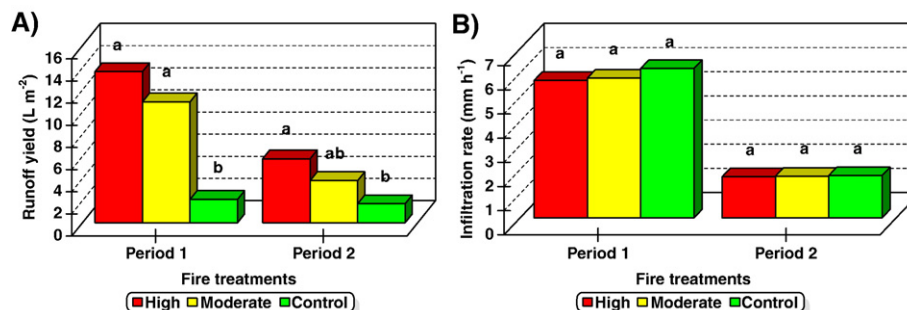 A)
Runoff yield (L m-2)
16
14
12
10
8
6
4
2
0
a
a
b
a
ab
b
Period 1
Period 2
Fire treatments
High
Moderate
Control
B)
Infiltration rate (mm h-1)
7
6
5
4
3
2
1
0
a
a
a
a
a
a
Period 1
Period 2
Fire treatments
High
Moderate
Control